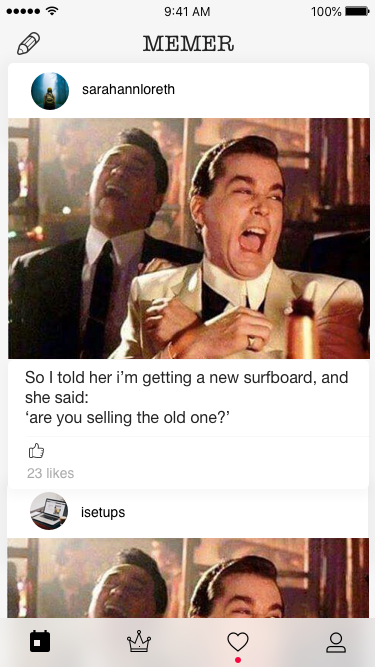 9:41 AM
100%
MEMER
sarahannloreth
So I told her i’m getting a new surfboard, and
she said:
‘are you selling the old one?’
23 likes
isetups